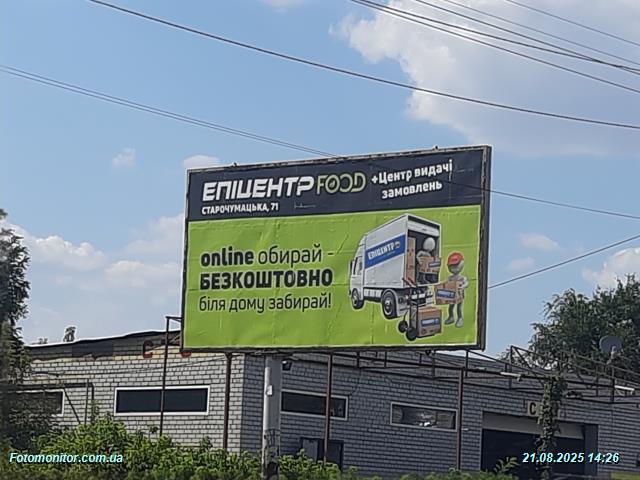 ЕПІЦЕНТР FOOD
+Центр видачі
замовлень
СТАРОЧУМАЦЬКА, 71
online обирай -
БЕЗКОШТОВНО
біля дому забирай!
ЕПІЦЕНТР
Fotomonitor.com.ua
21.08.2025 14:26